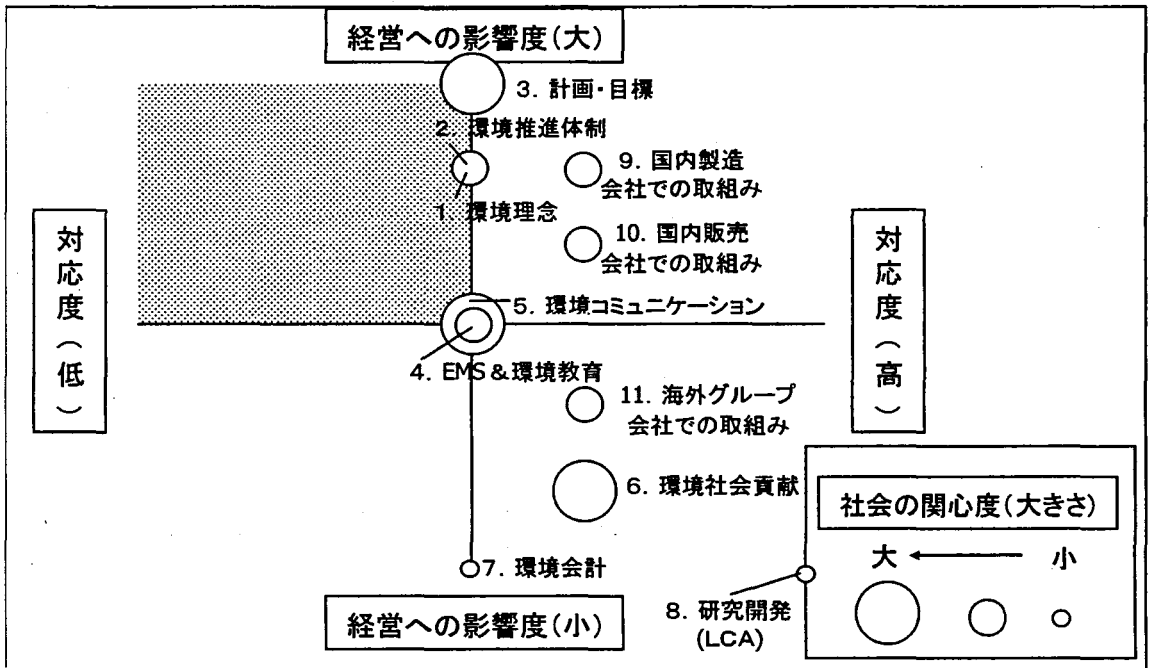 経営への影響度(大)
3. 計画・目標
2. 環境推進体制
9. 国内製造
会社での取組み
1. 環境理念
10. 国内販売
会社での取組み
対応度(低)
対応度(高)
5. 環境コミュニケーション
4. EMS&環境教育
11. 海外グループ
会社での取組み
6. 環境社会貢献
社会の関心度(大きさ)
大
小
7. 環境会計
8. 研究開発
(LCA)
経営への影響度(小)